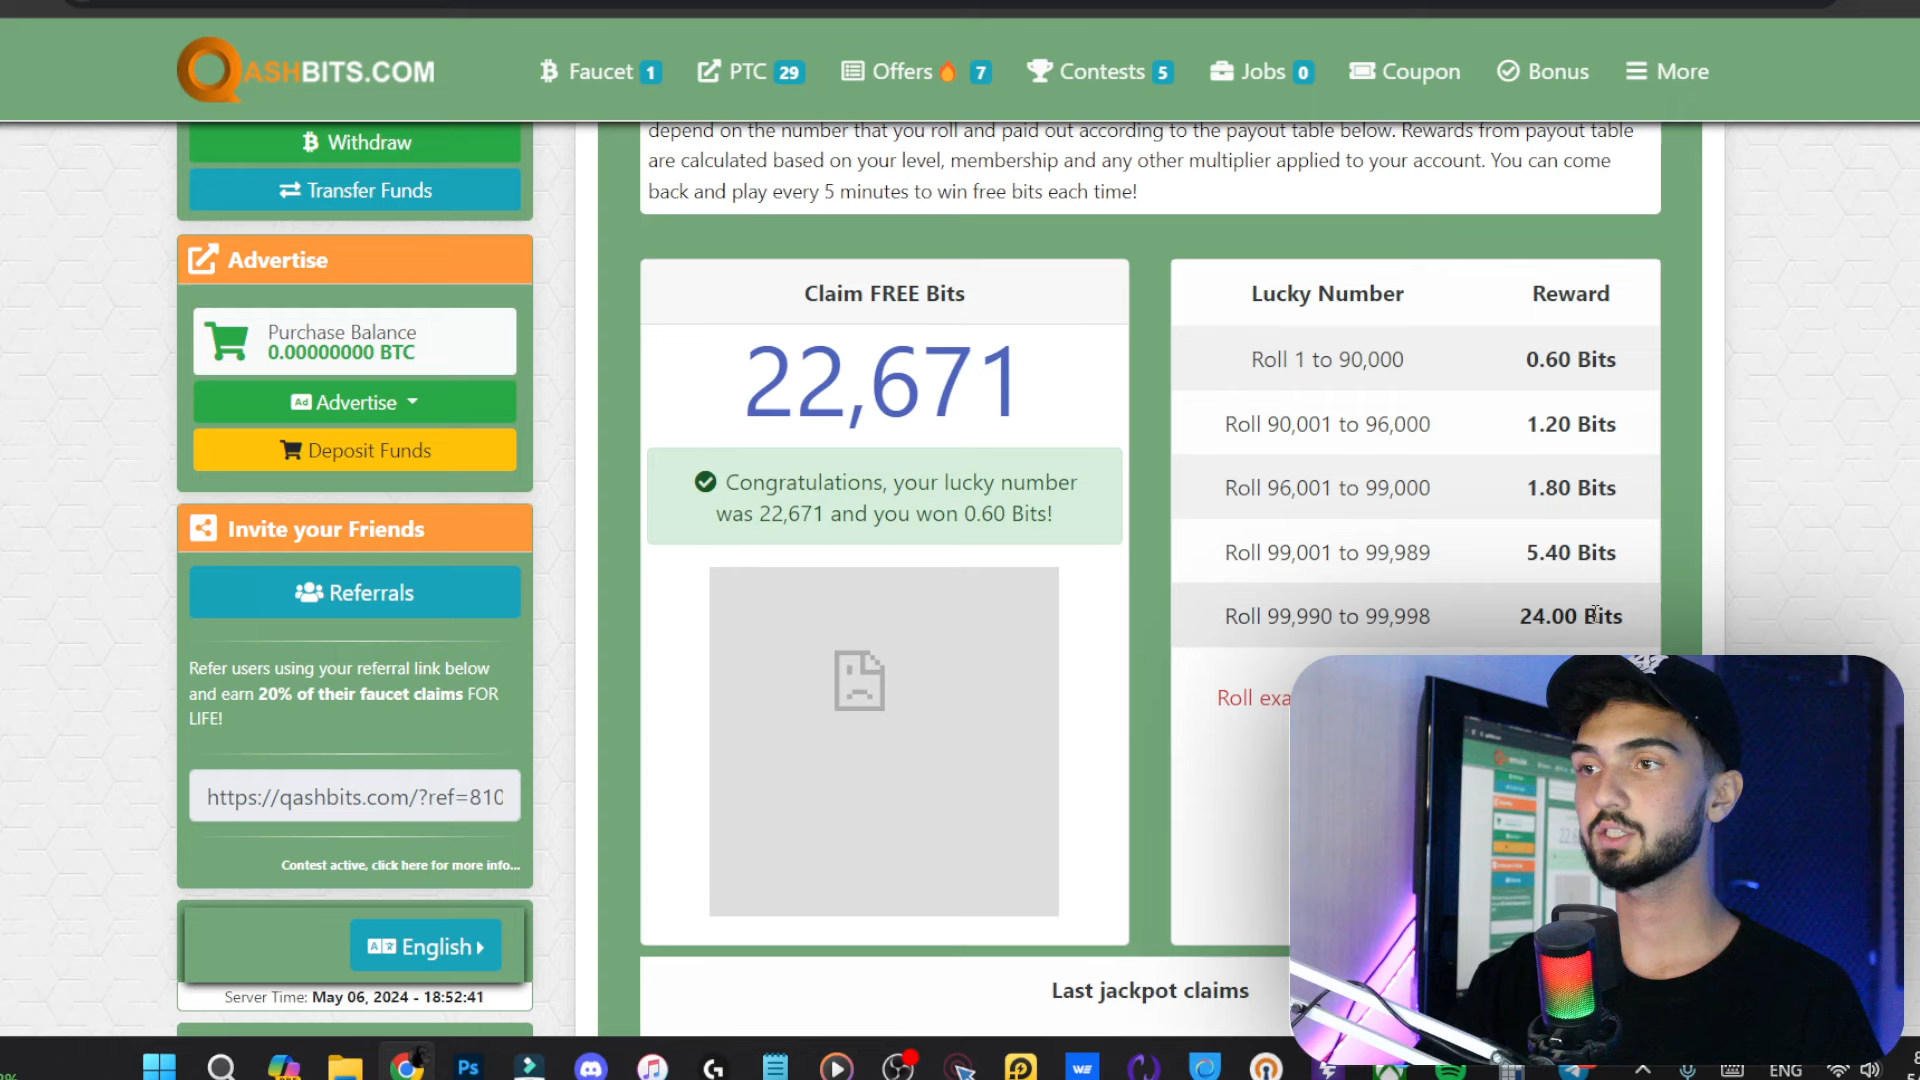 QASHBITS.COM
Faucet 1
PTC 29
Offers 7
Contests 5
Jobs 0
Coupon
Bonus
More
Withdraw
Transfer Funds
Advertise
Purchase Balance
0.00000000 BTC
Ad Advertise
Deposit Funds
Invite your Friends
Referrals
Refer users using your referral link below
and earn 20% of their faucet claims FOR
LIFE!
https://qashbits.com/?ref=810
Contest active, click here for more info...
English
Server Time: May 06, 2024 - 18:52:41
depend on the number that you roll and paid out according to the payout table below. Rewards from payout table
are calculated based on your level, membership and any other multiplier applied to your account. You can come
back and play every 5 minutes to win free bits each time!
Claim FREE Bits
22,671
Congratulations, your lucky number
was 22,671 and you won 0.60 Bits!
Lucky Number Reward
Roll 1 to 90,000 0.60 Bits
Roll 90,001 to 96,000 1.20 Bits
Roll 96,001 to 99,000 1.80 Bits
Roll 99,001 to 99,989 5.40 Bits
Roll 99,990 to 99,998 24.00 Bits
Roll exa
Last jackpot claims
Ps
WE
ENG